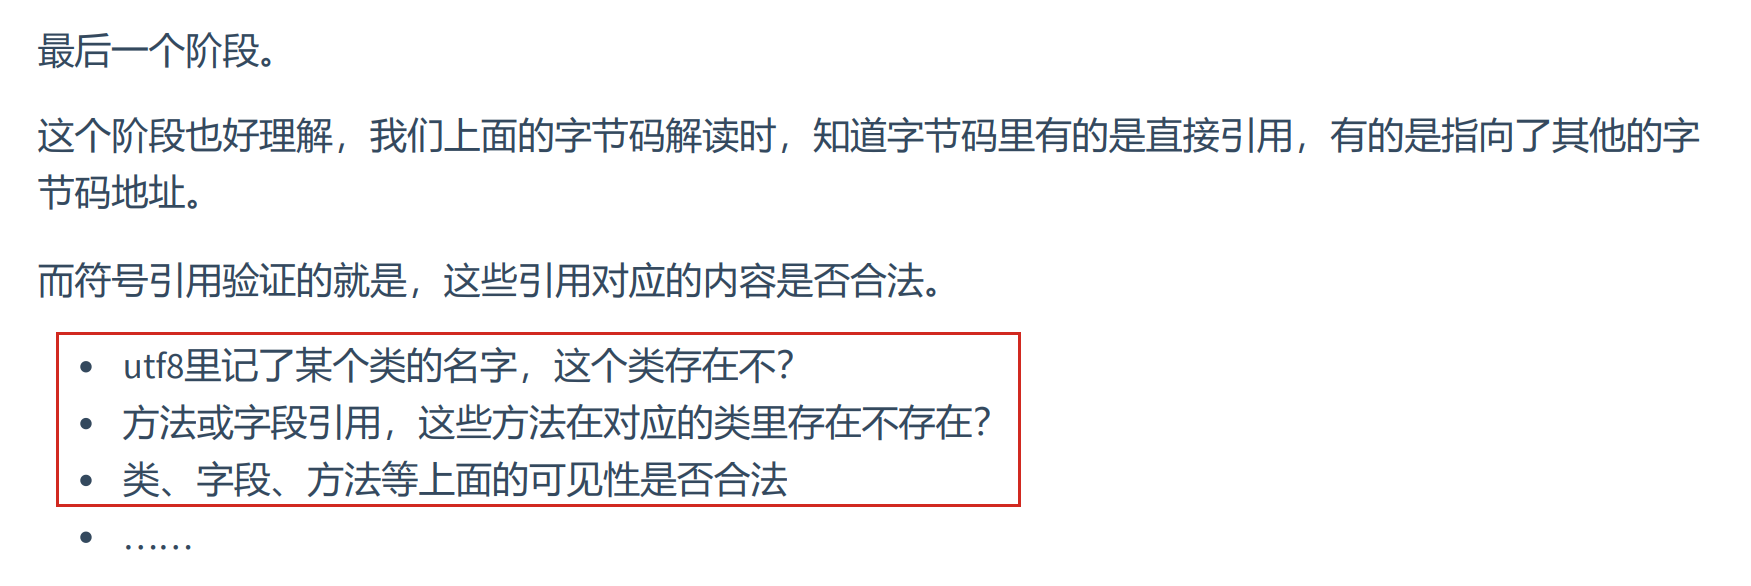 最后一个阶段。
这个阶段也好理解，我们上面的字节码解读时，知道字节码里有的是直接引用，有的是指向了其他的字
节码地址。
而符号引用验证的就是，这些引用对应的内容是否合法。
• utf8里记了某个类的名字，这个类存在不？
• 方法或字段引用，这些方法在对应的类里存在不存在？
• 类、字段、方法等上面的可见性是否合法
• ……